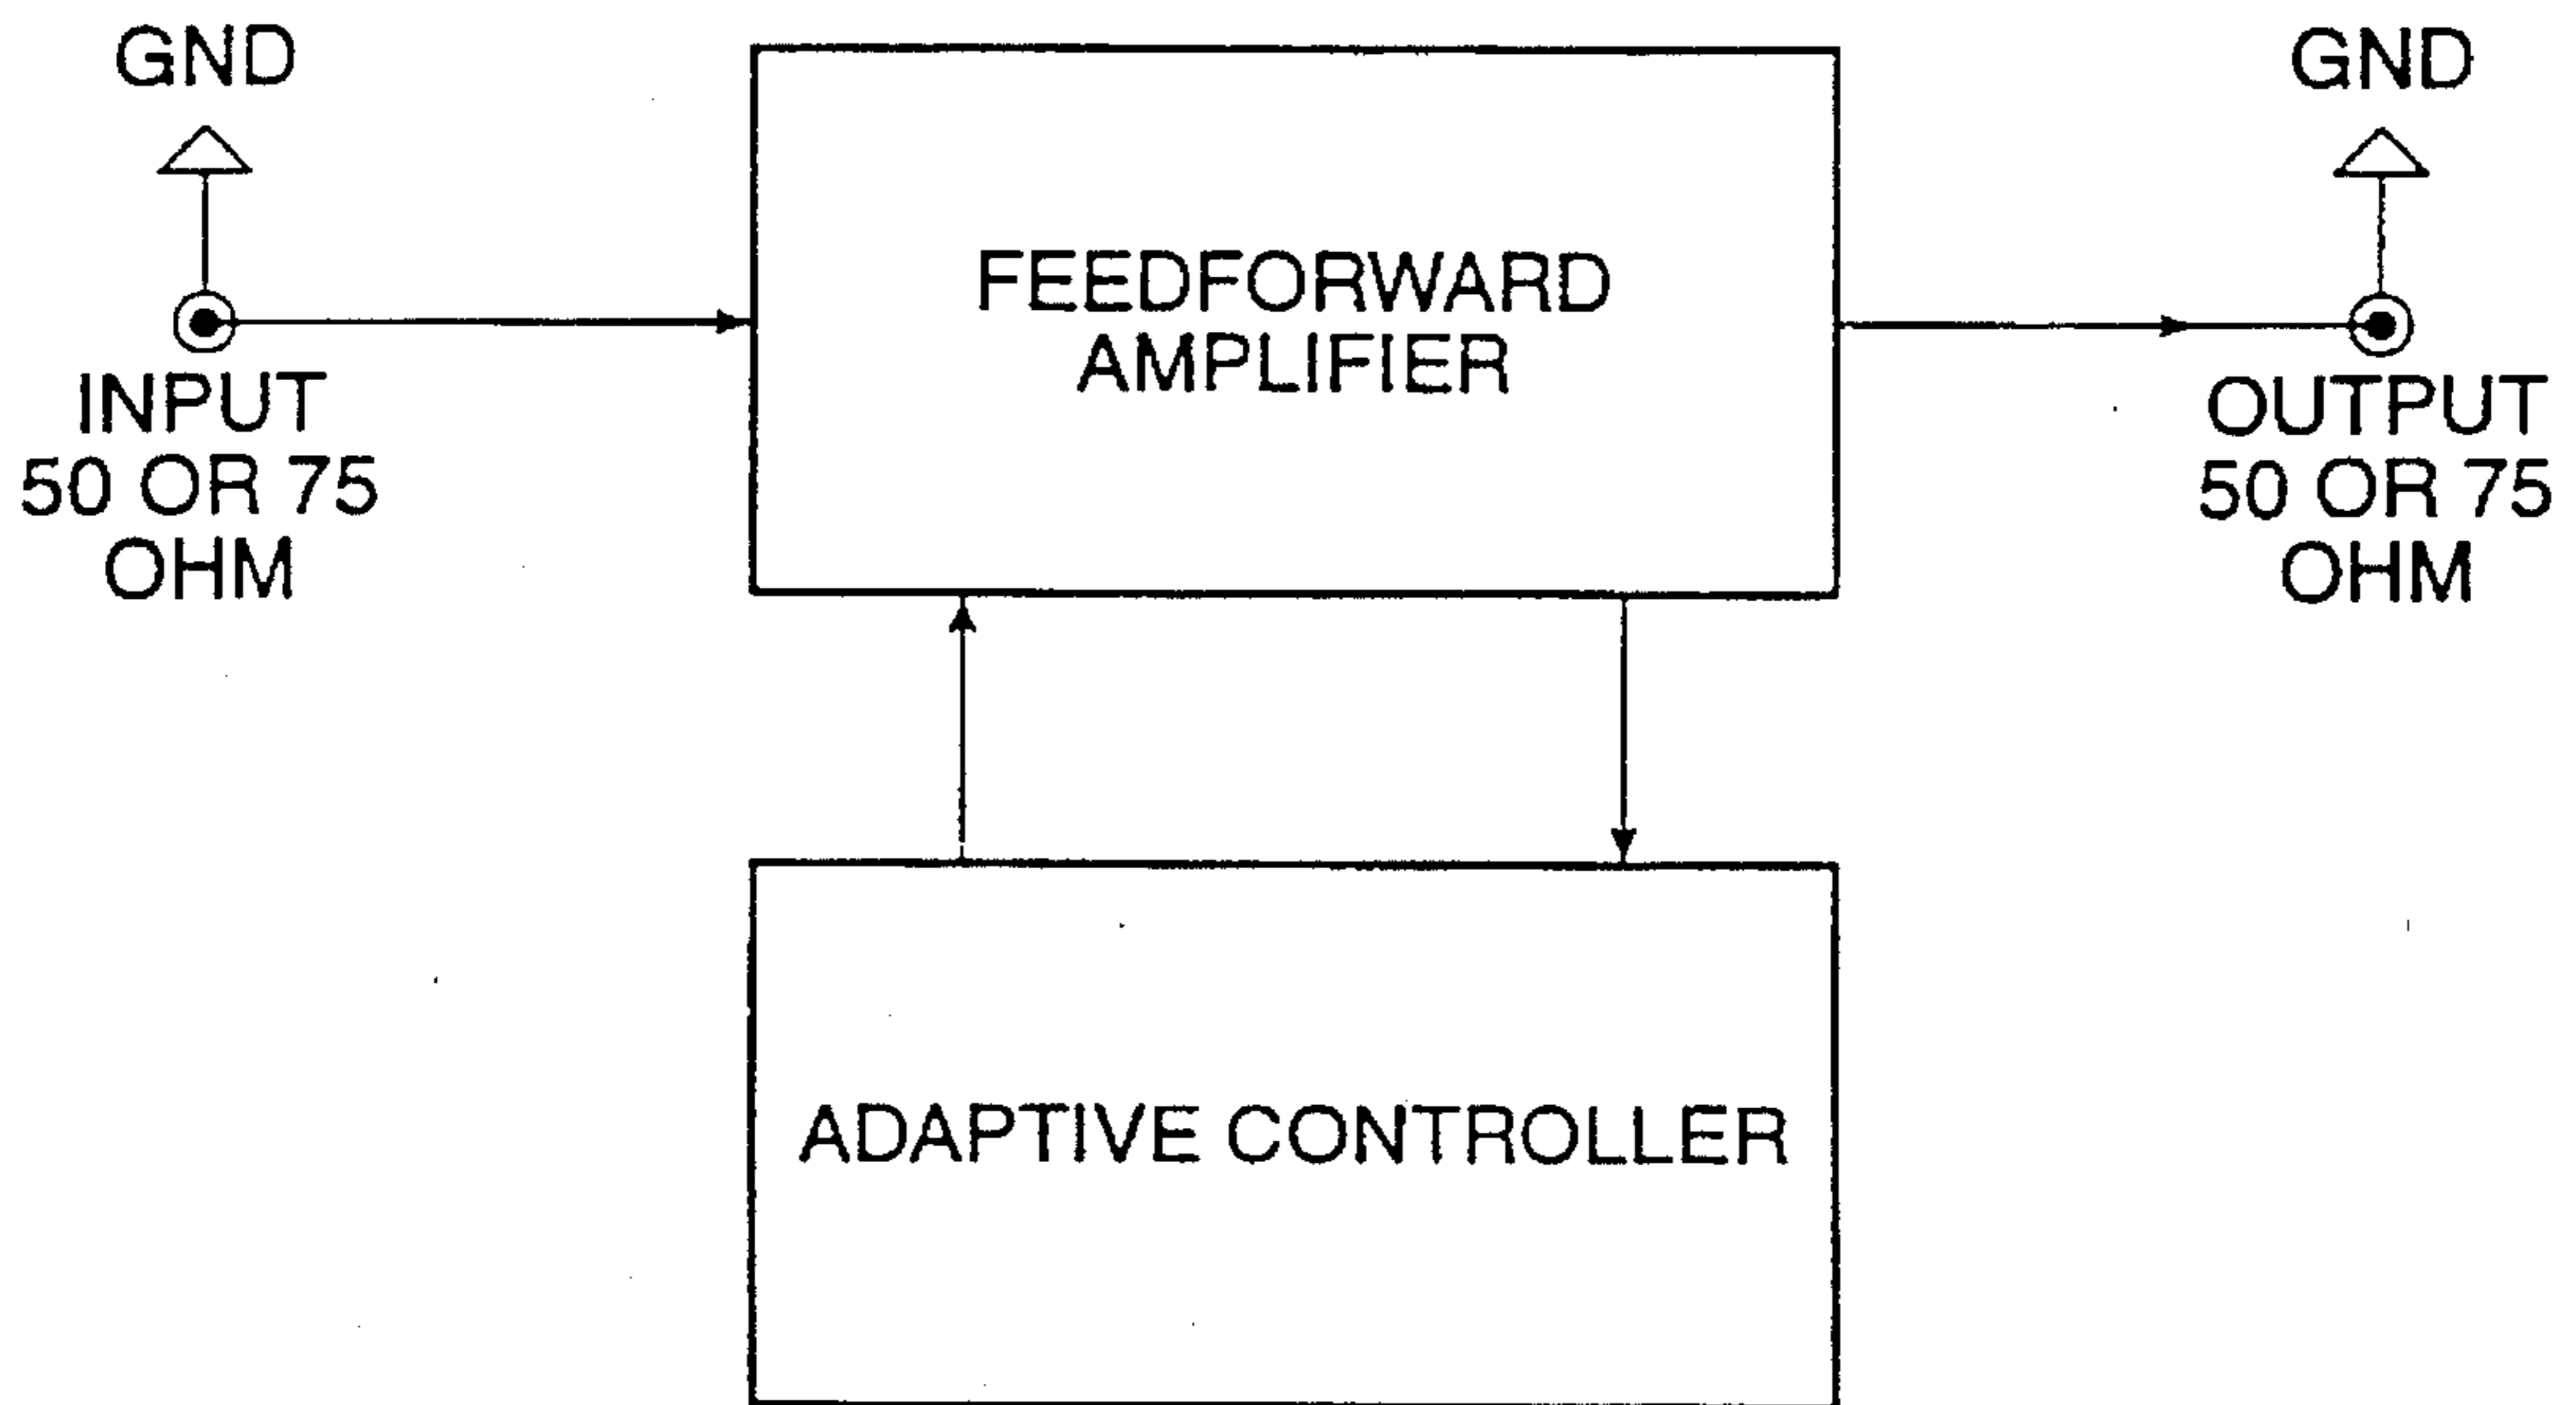 GND
GND
FEEDFORWARD
AMPLIFIER
INPUT
50 OR 75
OHM
OUTPUT
50 OR 75
OHM
ADAPTIVE CONTROLLER